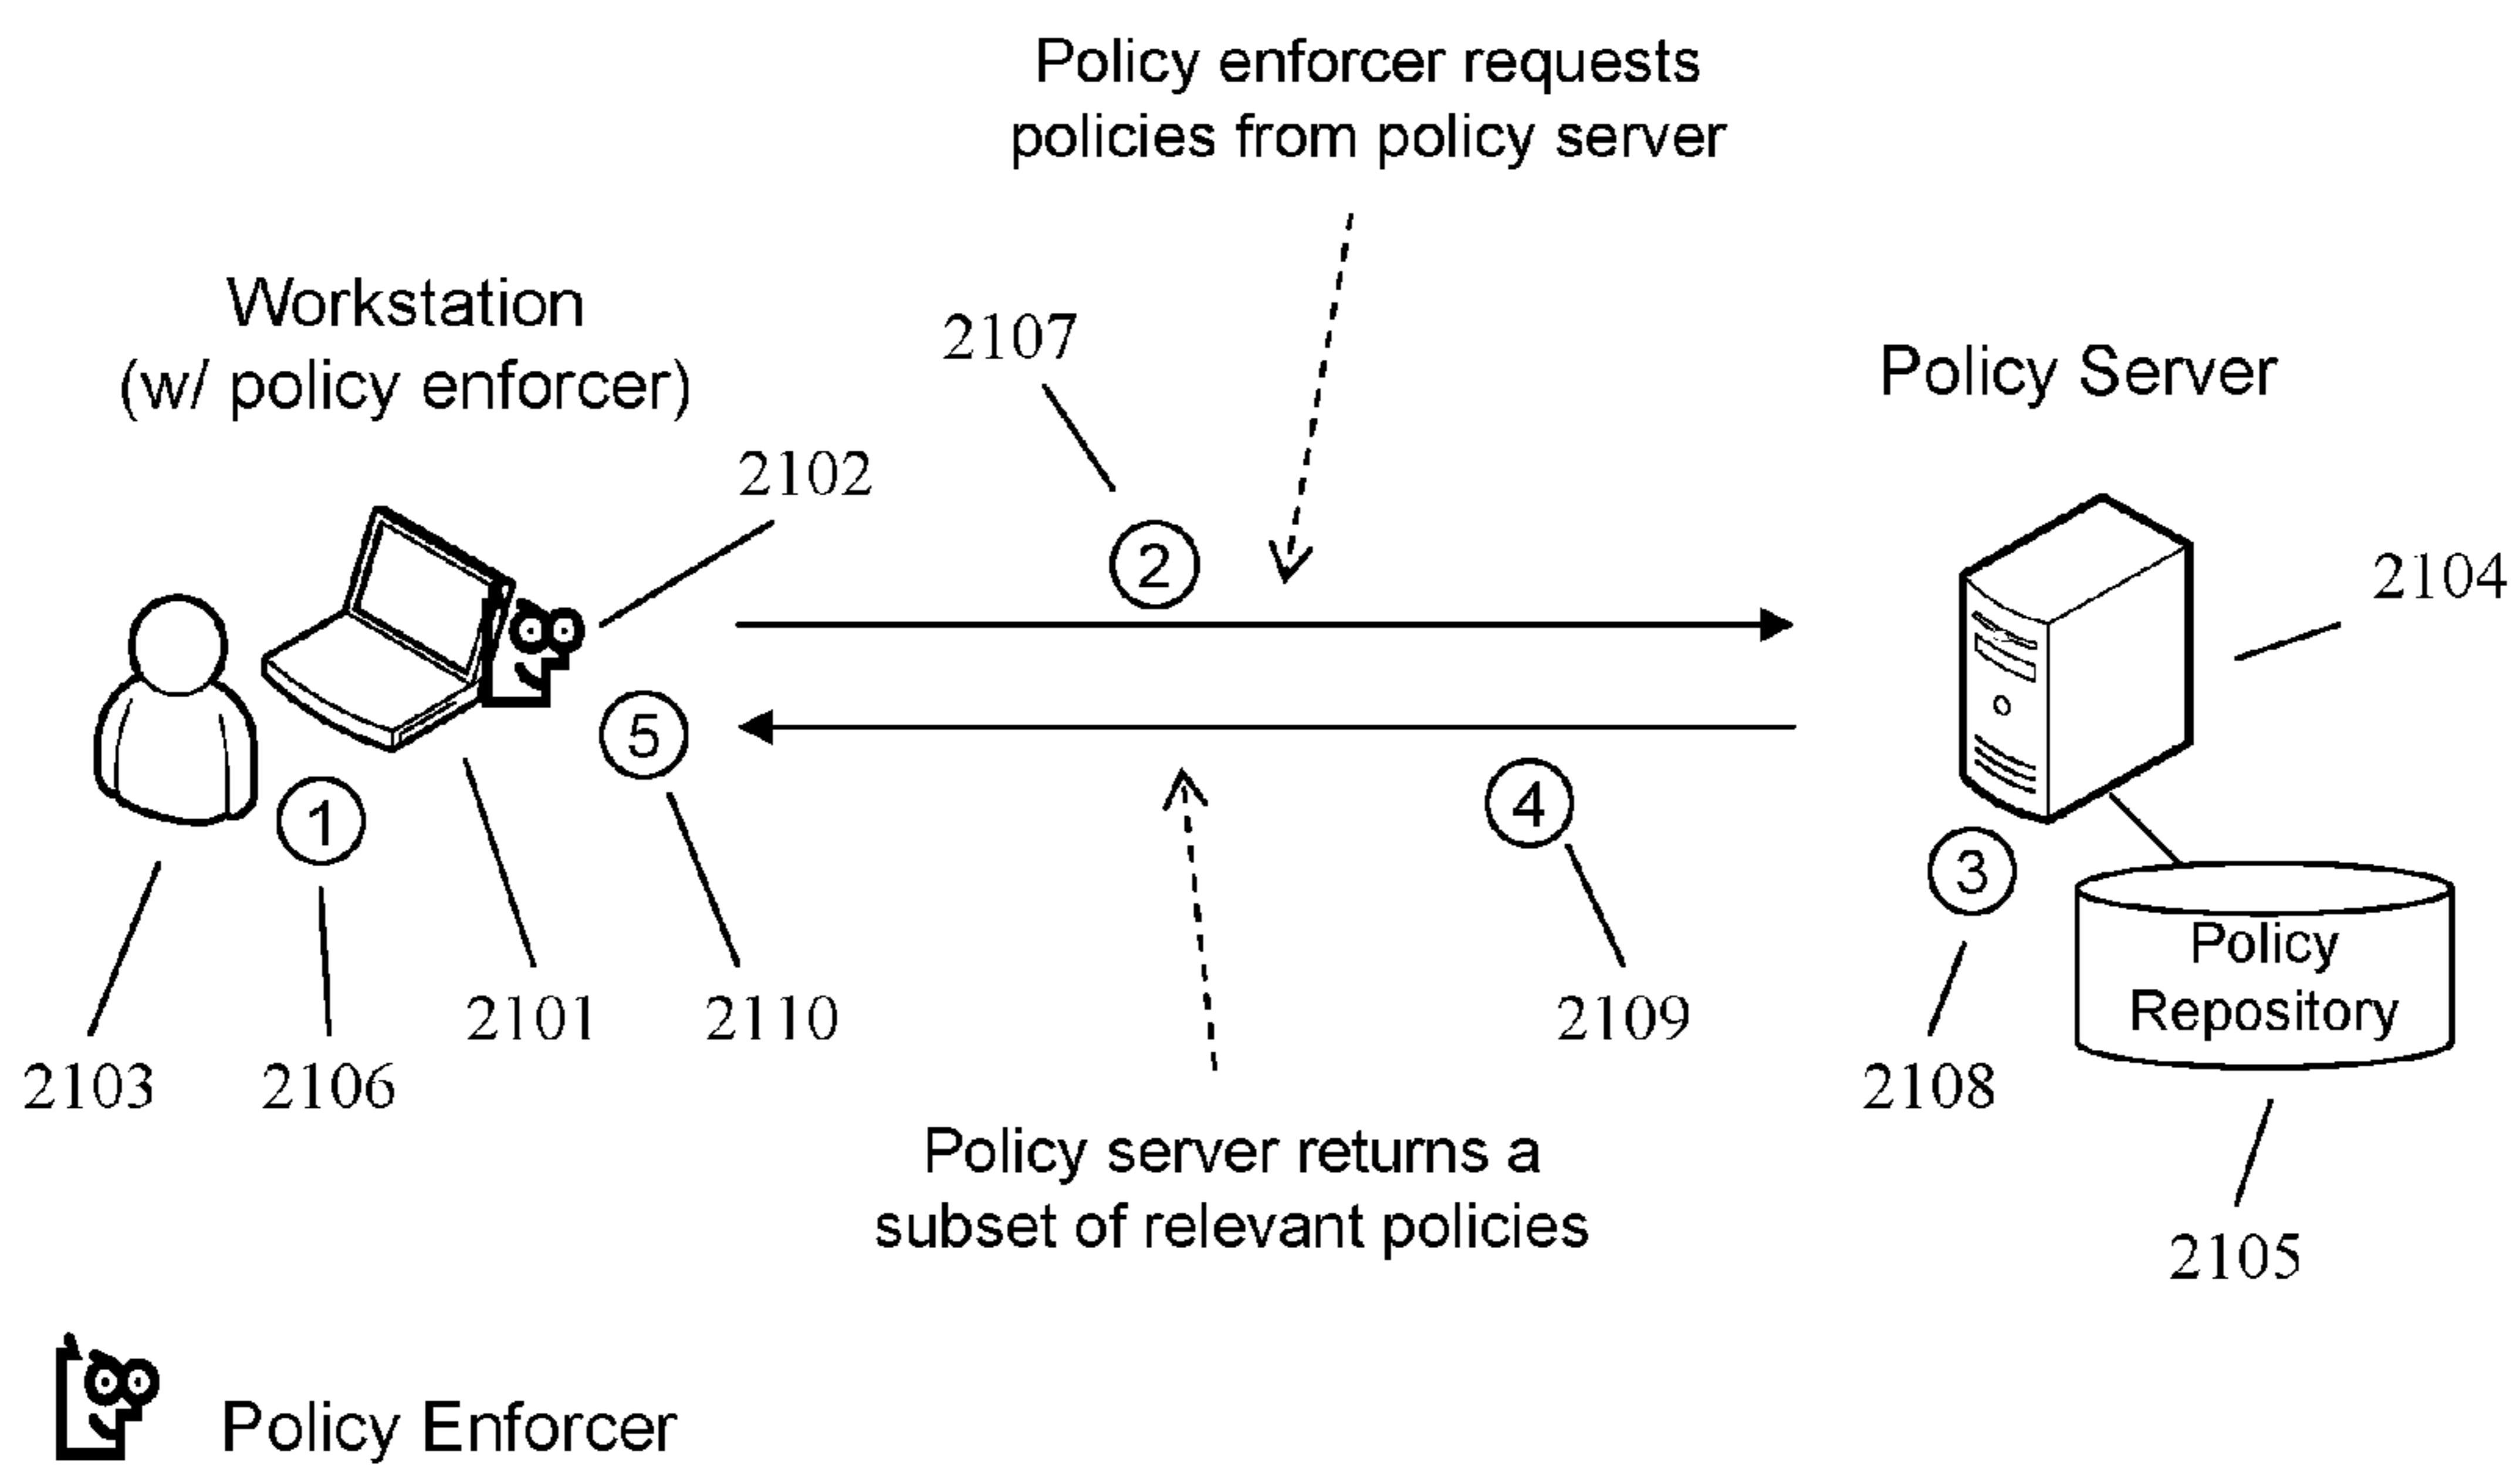 Policy enforcer requests
policies from policy server
Workstation
(w/ policy enforcer)
2107
Policy Server
2102
2
2104
5
1
4
3
Policy
Repository
2101
2110
2109
2103
2106
2108
Policy server returns a
subset of relevant policies
2105
Policy Enforcer